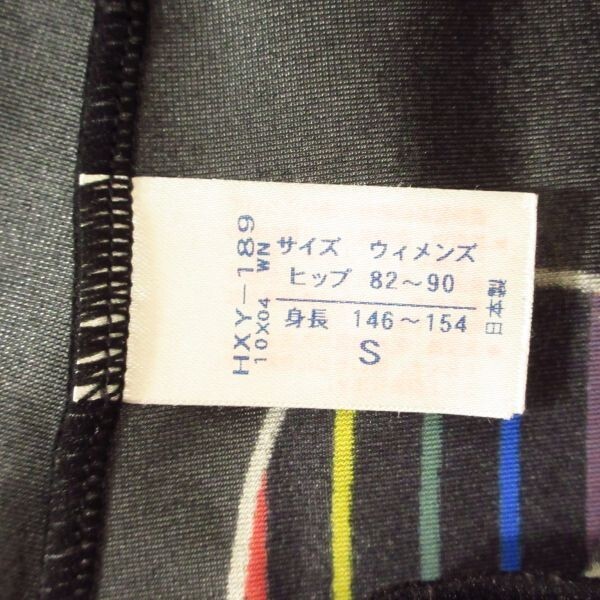 HXY-189
10X04 WN
サイズ ウィメンズ
ヒップ 82～90
身長 146～154
S
日本製